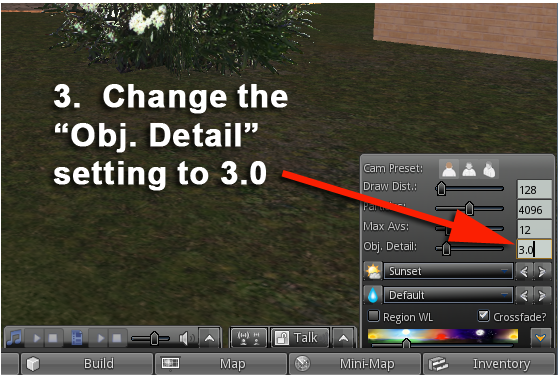 3. Change the
“Obj. Detail”
setting to 3.0
Cam Preset:
Draw Dist.: 128
Particles: 4096
Max Avs: 12
Obj. Detail: 3.0
Sunset
Default
Region WL Crossfade?
Talk
Build Map Mini-Map Inventory